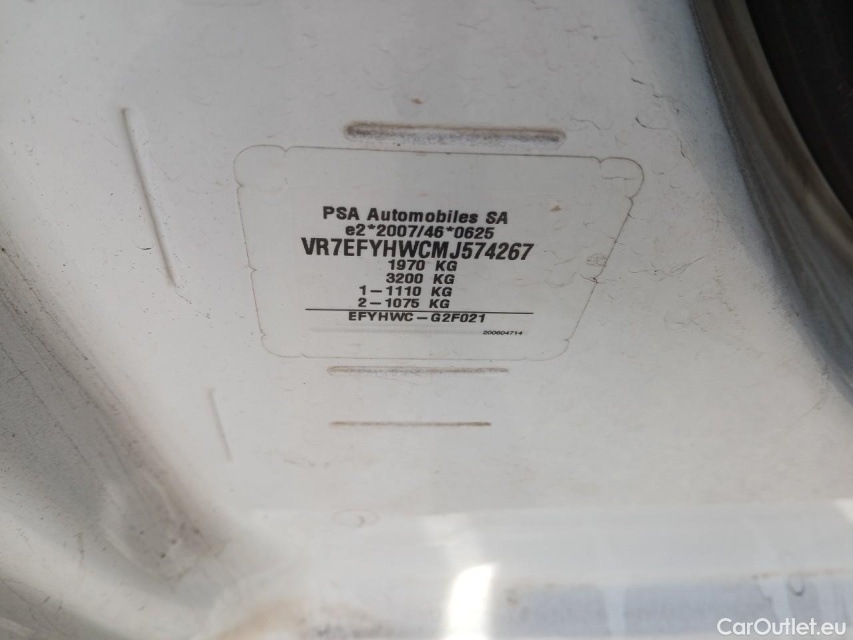 PSA Automobiles SA
e2*2007/46*0625
VR7EFYHWCMJ574267
1970 KG
3200 KG
1-1110 KG
2-1075 KG
EFYHWC-G2F021
200604714
CarOutlet.eu